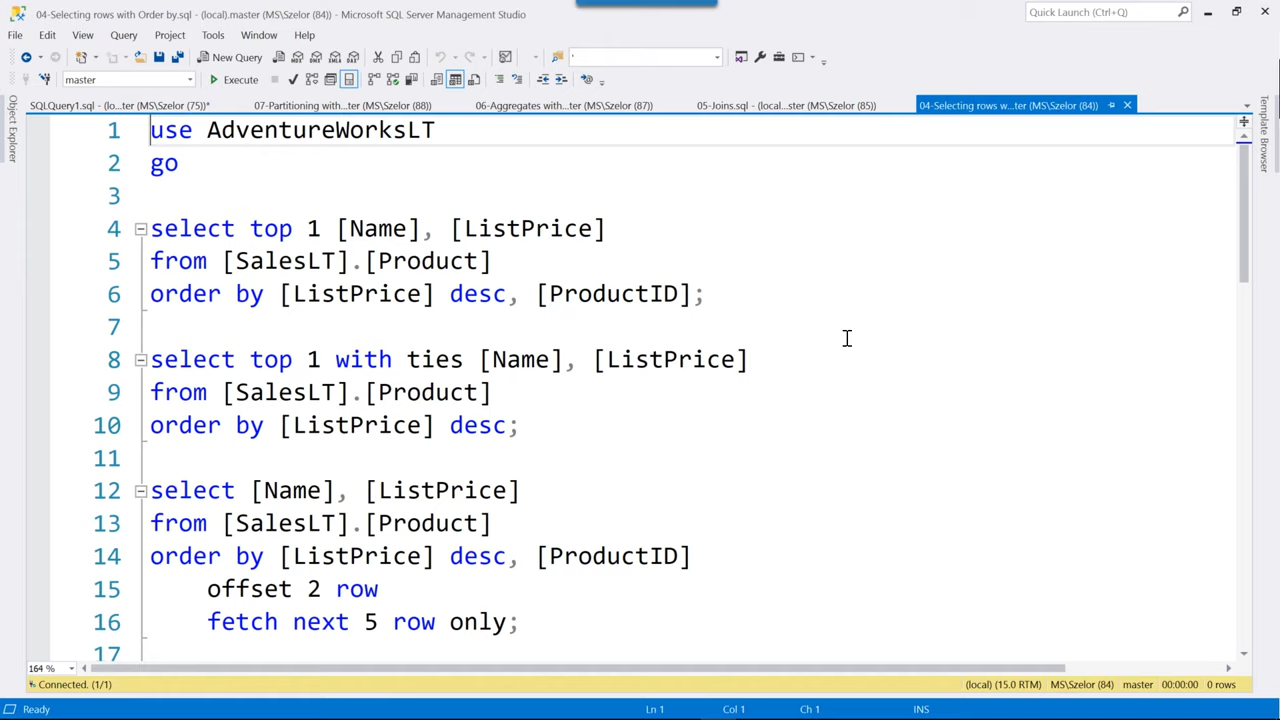 04-Selecting rows with Order by.sql - (local).master (MS\Szelor (84)) - Microsoft SQL Server Management Studio
Quick Launch (Ctrl+Q)
File Edit View Query Project Tools Window Help
New Query
master
Execute
SQLQuery1.sql - (lo...ter (MS\Szelor (75))*
07-Partitioning with...ter (MS\Szelor (88))
06-Aggregates with...ter (MS\Szelor (87))
05-Joins.sql - (local...ster (MS\Szelor (85))
04-Selecting rows w...ter (MS\Szelor (84))
Object Explorer
Template Browser
1 use AdventureWorksLT
2 go
3
4 select top 1 [Name], [ListPrice]
5 from [SalesLT].[Product]
6 order by [ListPrice] desc, [ProductID];
7
8 select top 1 with ties [Name], [ListPrice]
9 from [SalesLT].[Product]
10 order by [ListPrice] desc;
11
12 select [Name], [ListPrice]
13 from [SalesLT].[Product]
14 order by [ListPrice] desc, [ProductID]
15 offset 2 row
16 fetch next 5 row only;
17
164 %
Connected. (1/1)
(local) (15.0 RTM) MS\Szelor (84) master 00:00:00 0 rows
Ready
Ln 1 Col 1 Ch 1 INS